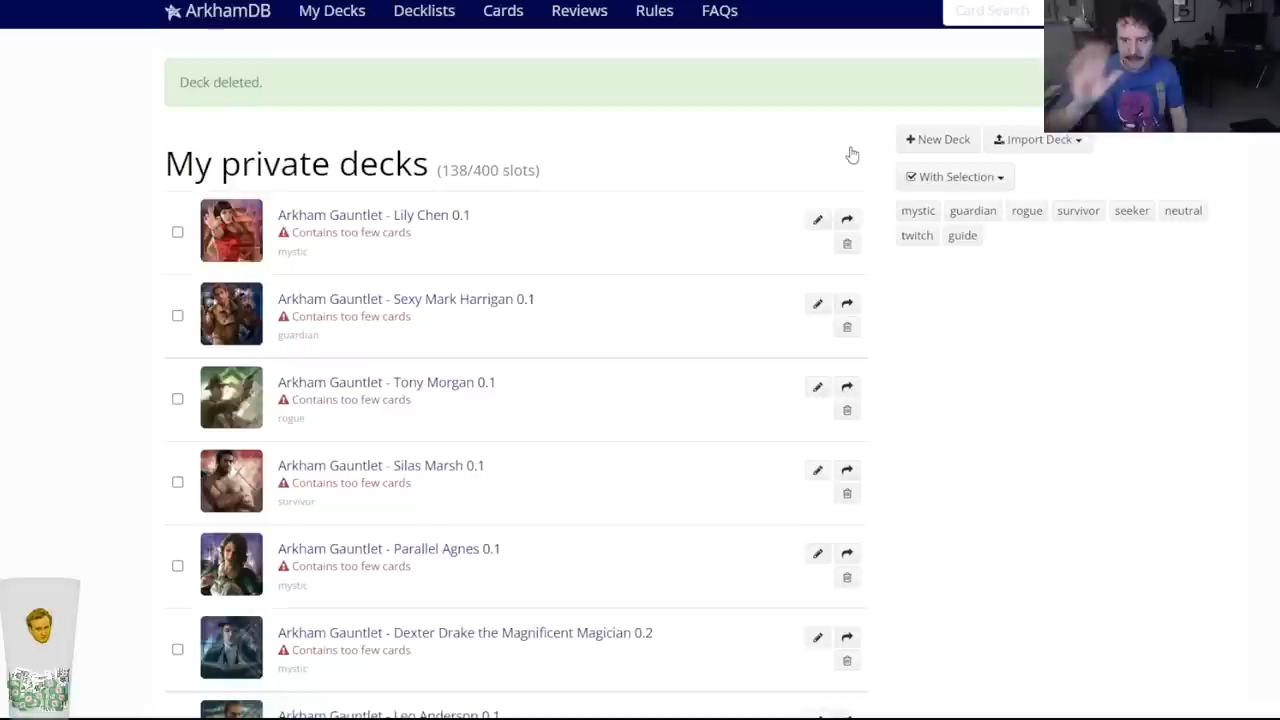 ArkhamDB My Decks Decklists Cards Reviews Rules FAQs Card Search
Deck deleted.
My private decks (138/400 slots)
+ New Deck Import Deck
With Selection
mystic guardian rogue survivor seeker neutral
twitch guide
Arkham Gauntlet - Lily Chen 0.1
Contains too few cards
mystic
Arkham Gauntlet - Sexy Mark Harrigan 0.1
Contains too few cards
guardian
Arkham Gauntlet - Tony Morgan 0.1
Contains too few cards
rogue
Arkham Gauntlet - Silas Marsh 0.1
Contains too few cards
survivor
Arkham Gauntlet - Parallel Agnes 0.1
Contains too few cards
mystic
Arkham Gauntlet - Dexter Drake the Magnificent Magician 0.2
Contains too few cards
mystic
Arkham Gauntlet - Leo Anderson 0.1